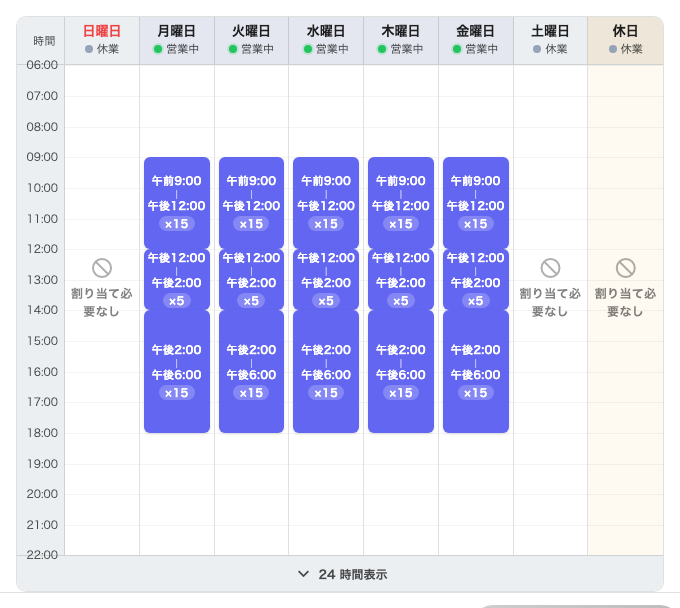 時間
日曜日 月曜日 火曜日 水曜日 木曜日 金曜日 土曜日 休日
休業 営業中 営業中 営業中 営業中 営業中 休業 休業
06:00
07:00
08:00
09:00
午前9:00 午前9:00 午前9:00 午前9:00 午前9:00
10:00
午後12:00 午後12:00 午後12:00 午後12:00 午後12:00
11:00
×15 ×15 ×15 ×15 ×15
12:00
午後12:00 午後12:00 午後12:00 午後12:00 午後12:00
13:00
午後2:00 午後2:00 午後2:00 午後2:00 午後2:00
割り当て必 割り当て必 割り当て必
×5 ×5 ×5 ×5 ×5
要なし 要なし 要なし
14:00
15:00
午後2:00 午後2:00 午後2:00 午後2:00 午後2:00
16:00
午後6:00 午後6:00 午後6:00 午後6:00 午後6:00
×15 ×15 ×15 ×15 ×15
17:00
18:00
19:00
20:00
21:00
22:00
24 時間表示